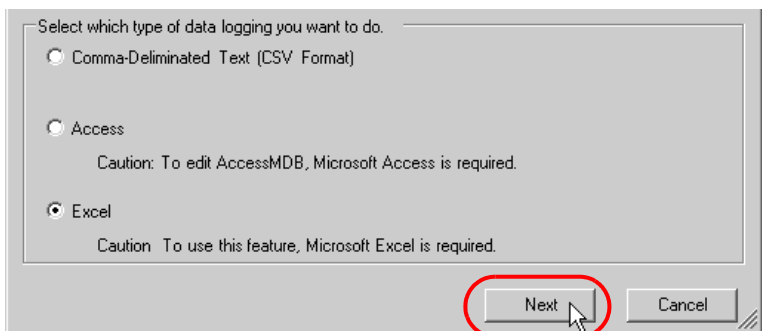 Select which type of data logging you want to do.
Comma-Deliminated Text (CSV Format)
Access
Caution: To edit AccessMDB, Microsoft Access is required.
Excel
Caution To use this feature, Microsoft Excel is required.
Next Cancel